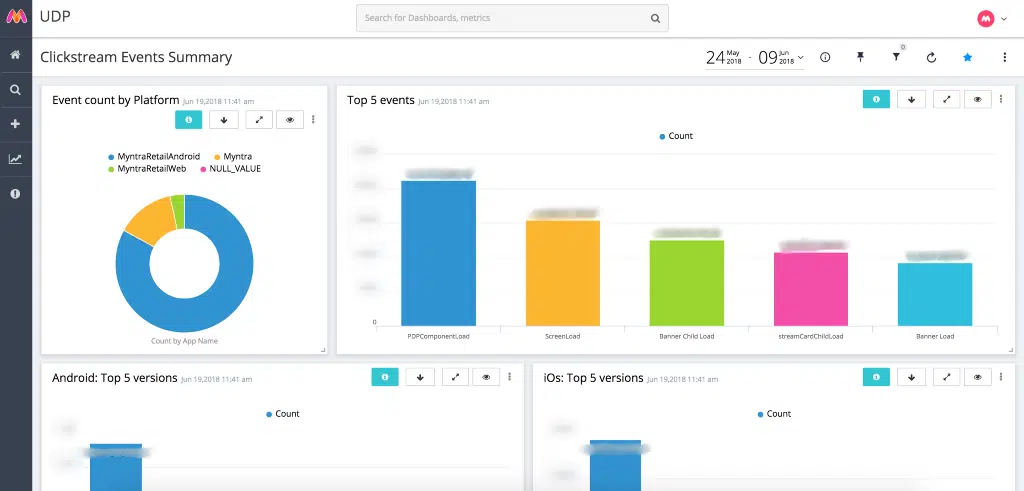 UDP
Search for Dashboards, metrics
Clickstream Events Summary
24 May 2018 - 09 Jun 2018
0
Event count by Platform Jun 19,2018 11:41 am
MyntraRetailAndroid Myntra
MyntraRetailWeb NULL_VALUE
Count by App Name
Top 5 events Jun 19,2018 11:41 am
Count
0
PDPComponentLoad ScreenLoad Banner Child Load streamCardChildLoad Banner Load
Android: Top 5 versions Jun 19,2018 11:41 am
Count
iOs: Top 5 versions Jun 19,2018 11:41 am
Count